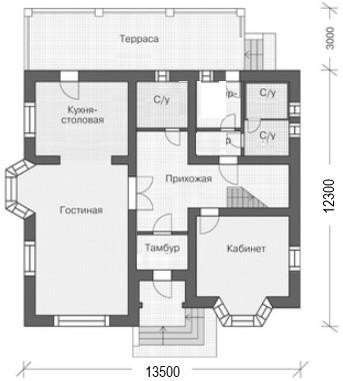 Терраса
3000
С/у
С/у
Кухня-
столовая
С/у
Прихожая
Гостиная
Тамбур
Кабинет
12300
13500